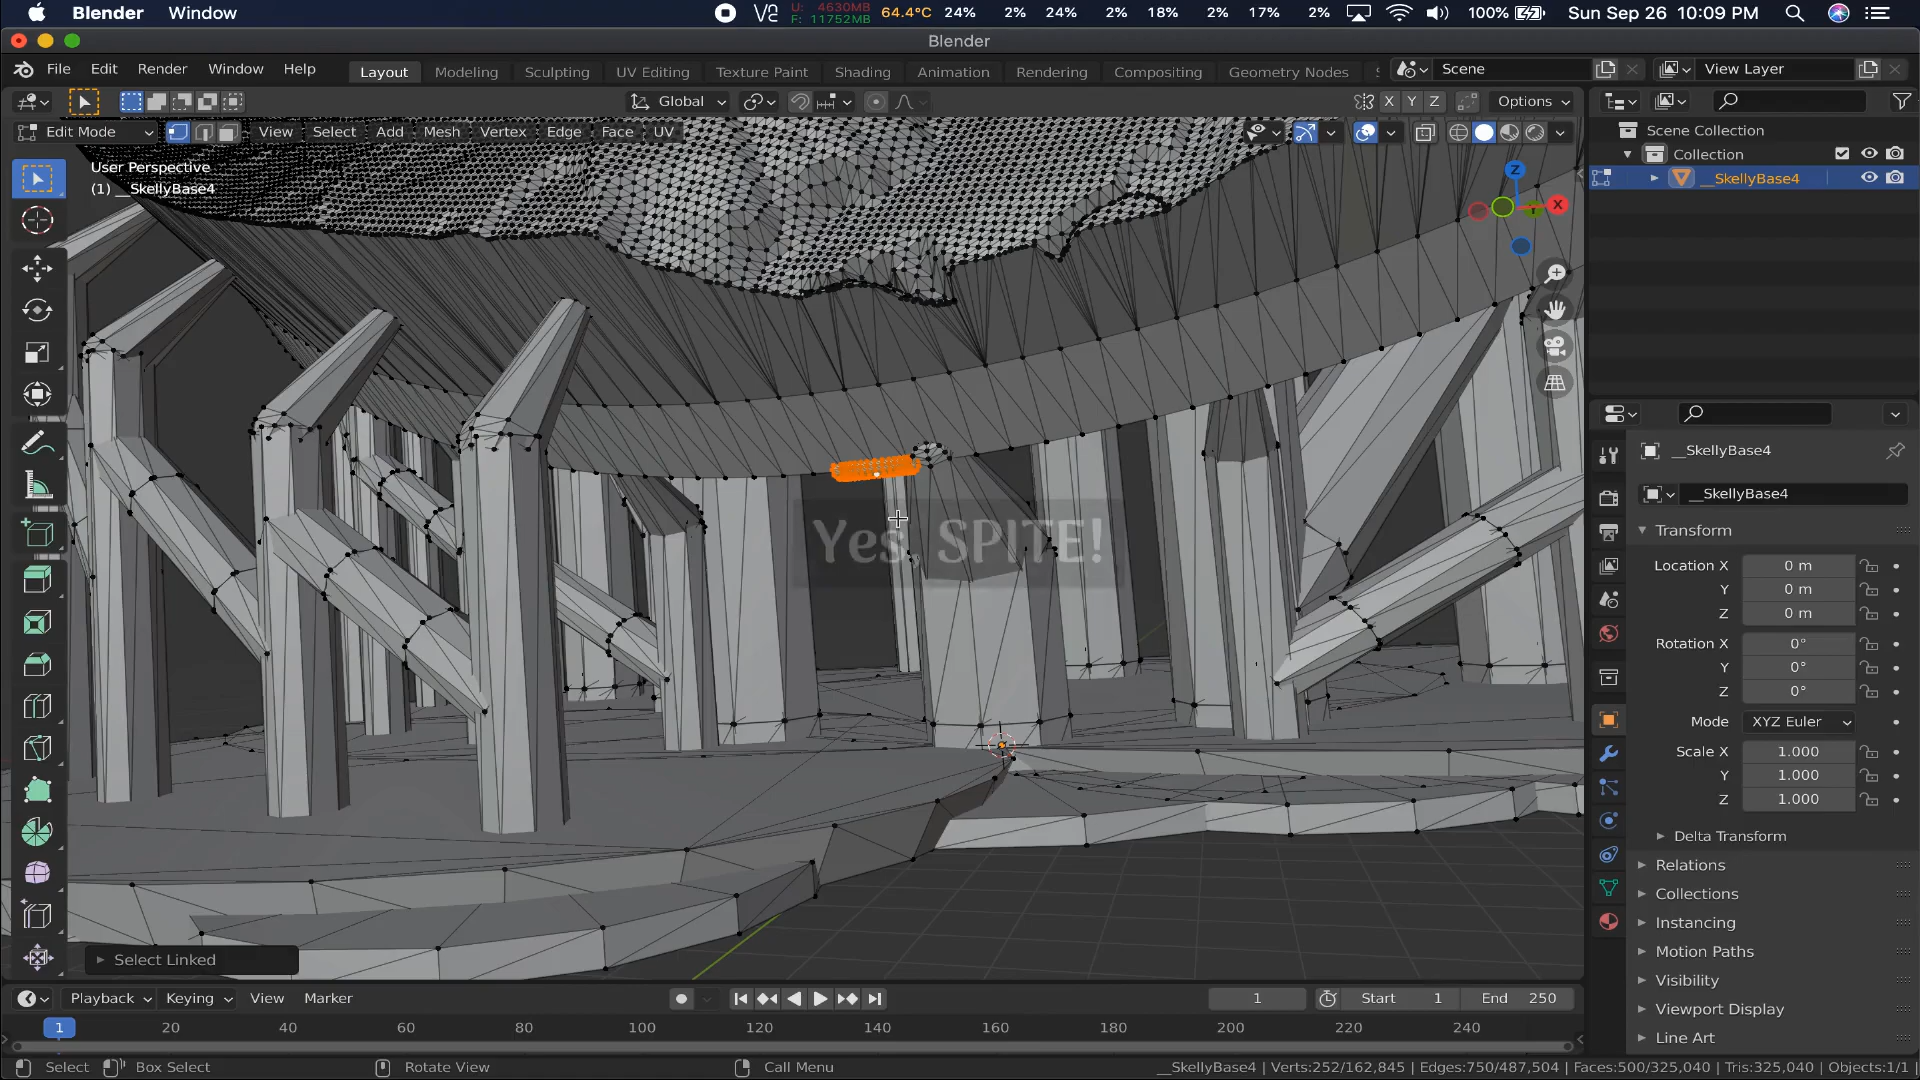 Blender Window U: 4630MB F: 11752MB 64.4°C 24% 2% 24% 2% 18% 2% 17% 2% 100% Sun Sep 26 10:09 PM
Blender
File Edit Render Window Help Layout Modeling Sculpting UV Editing Texture Paint Shading Animation Rendering Compositing Geometry Nodes Scene View Layer
Global X Y Z Options
Edit Mode View Select Add Mesh Vertex Edge Face UV
Scene Collection
Collection
__SkellyBase4
User Perspective
(1) __SkellyBase4
Z
X
__SkellyBase4
__SkellyBase4
Yes, SPITE!
Transform
Location X 0 m
Y 0 m
Z 0 m
Rotation X 0°
Y 0°
Z 0°
Mode XYZ Euler
Scale X 1.000
Y 1.000
Z 1.000
Delta Transform
Relations
Collections
Instancing
Motion Paths
Visibility
Viewport Display
Line Art
Select Linked
Playback Keying View Marker 1 Start 1 End 250
1 20 40 60 80 100 120 140 160 180 200 220 240
Select Box Select Rotate View Call Menu __SkellyBase4 | Verts:252/162,845 | Edges:750/487,504 | Faces:500/325,040 | Tris:325,040 | Objects:1/1 |